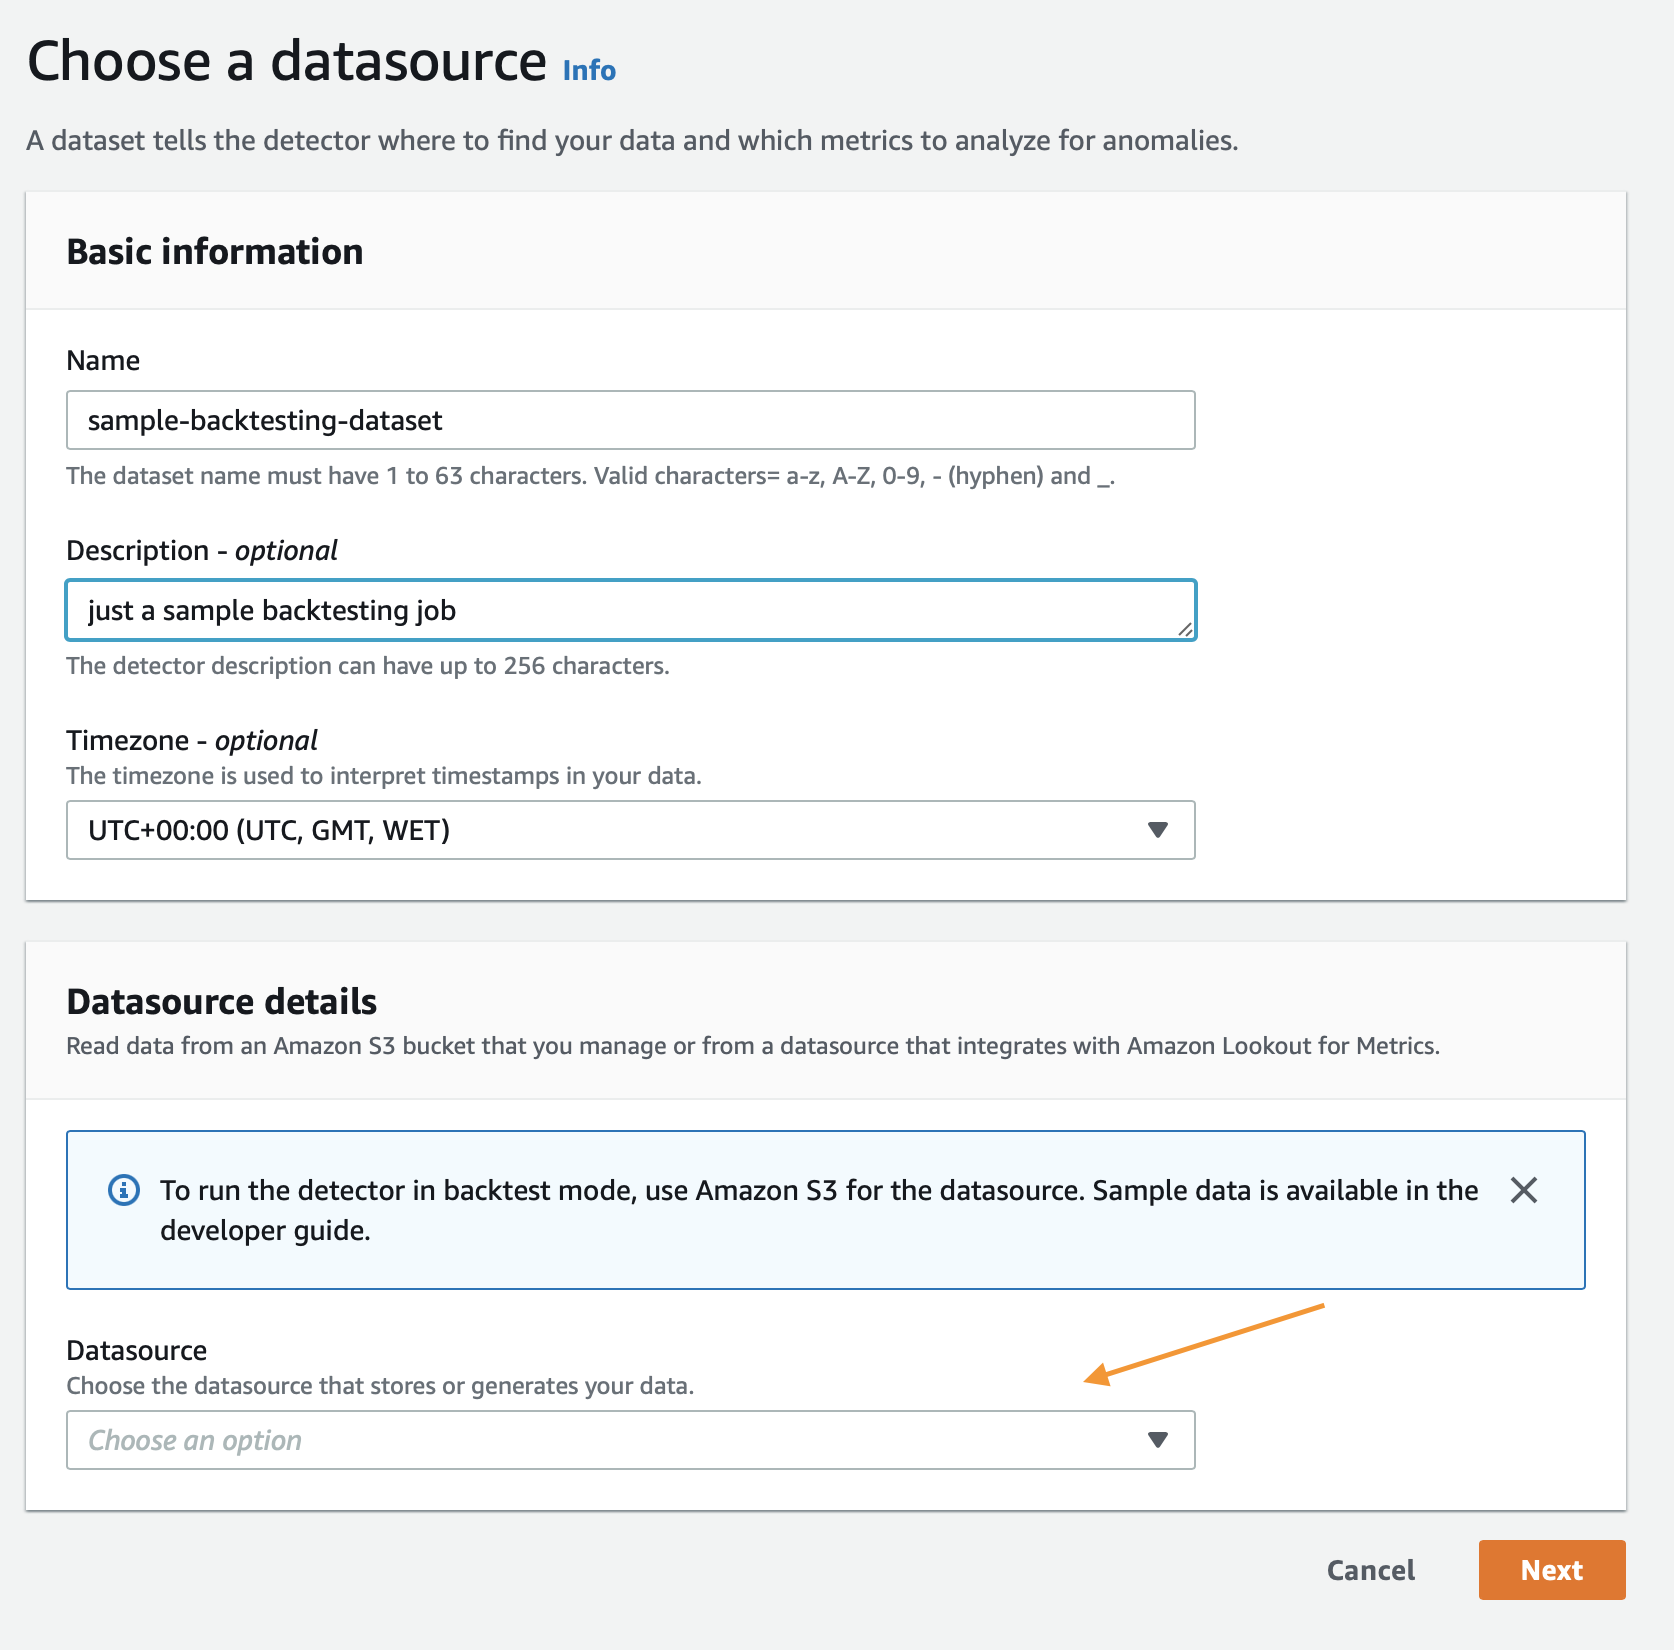 Choose a datasource Info
A dataset tells the detector where to find your data and which metrics to analyze for anomalies.
Basic information
Name
sample-backtesting-dataset
The dataset name must have 1 to 63 characters. Valid characters= a-z, A-Z, 0-9, - (hyphen) and _.
Description - optional
just a sample backtesting job
The detector description can have up to 256 characters.
Timezone - optional
The timezone is used to interpret timestamps in your data.
UTC+00:00 (UTC, GMT, WET)
Datasource details
Read data from an Amazon S3 bucket that you manage or from a datasource that integrates with Amazon Lookout for Metrics.
To run the detector in backtest mode, use Amazon S3 for the datasource. Sample data is available in the
developer guide.
Datasource
Choose the datasource that stores or generates your data.
Choose an option
Cancel
Next